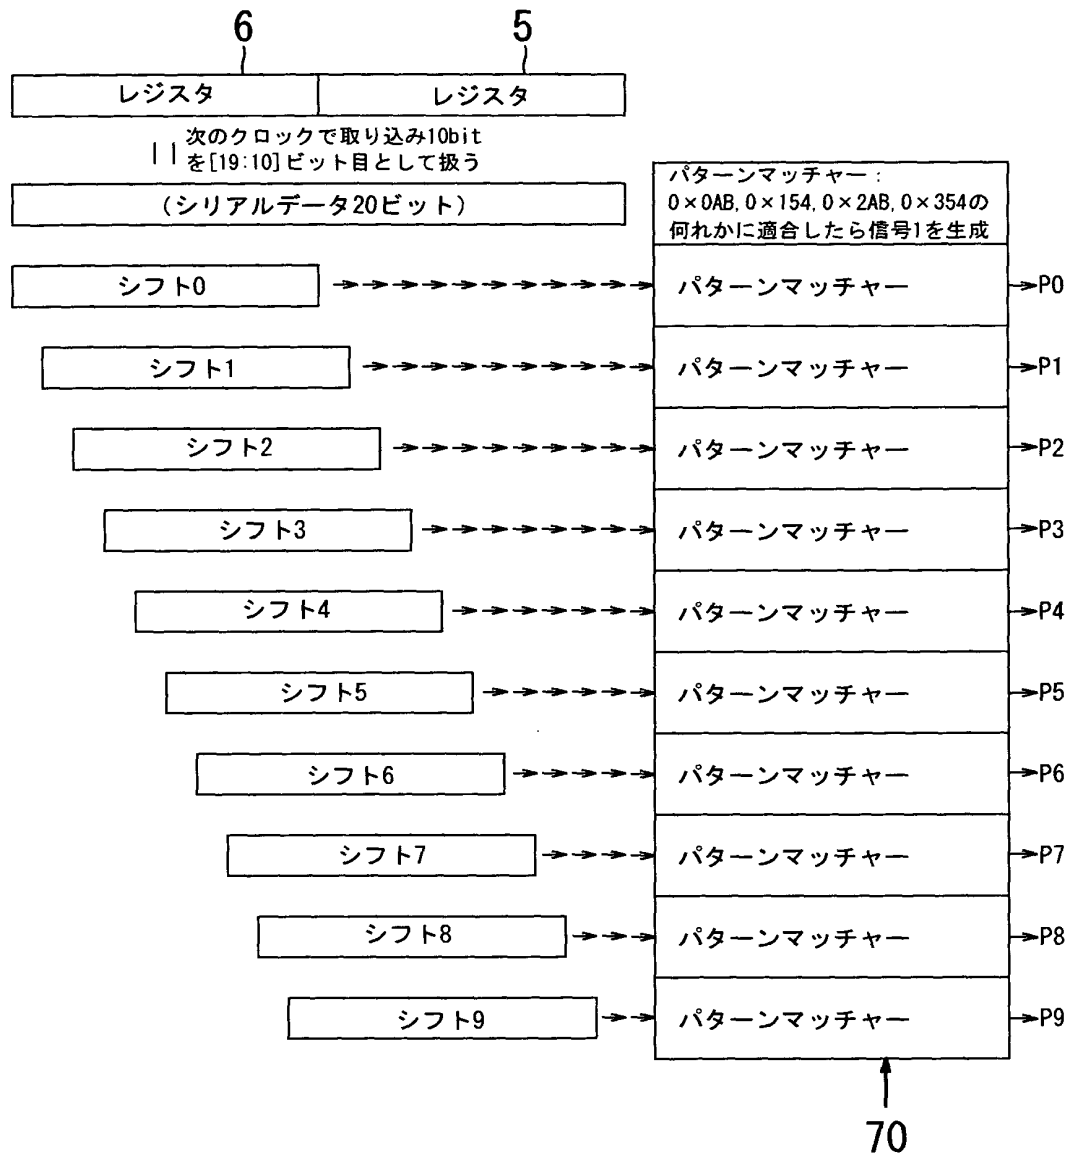 6 5
レジスタ レジスタ
次のクロックで取り込み10bit
を[19:10]ビット目として扱う
(シリアルデータ20ビット)
パターンマッチャー:
0×0AB,0×154,0×2AB,0×354の
何れかに適合したら信号1を生成
シフト0 パターンマッチャー P0
シフト1 パターンマッチャー P1
シフト2 パターンマッチャー P2
シフト3 パターンマッチャー P3
シフト4 パターンマッチャー P4
シフト5 パターンマッチャー P5
シフト6 パターンマッチャー P6
シフト7 パターンマッチャー P7
シフト8 パターンマッチャー P8
シフト9 パターンマッチャー P9
70